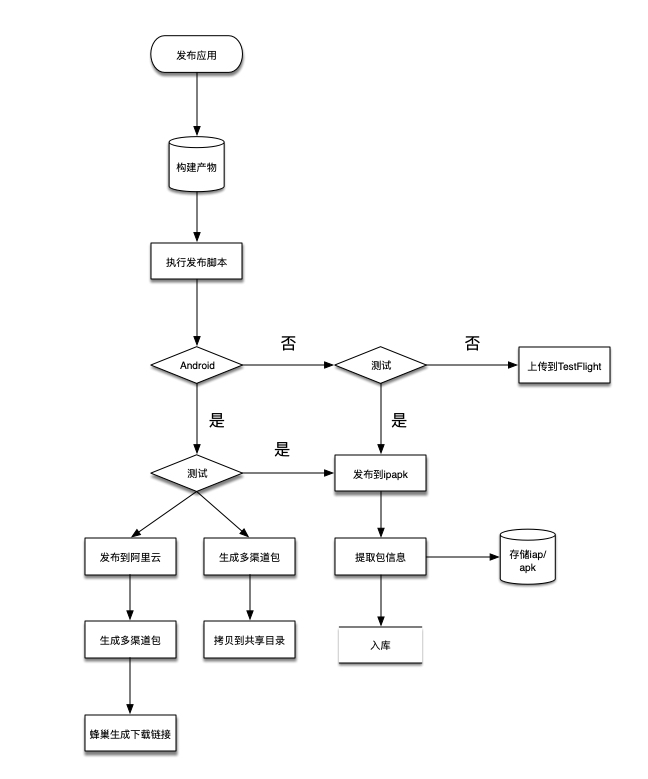 发布应用
构建产物
执行发布脚本
否
否
Android
测试
上传到TestFlight
是
是
是
测试
发布到ipapk
发布到阿里云
生成多渠道包
提取包信息
存储iap/
apk
生成多渠道包
拷贝到共享目录
入库
蜂巢生成下载链接